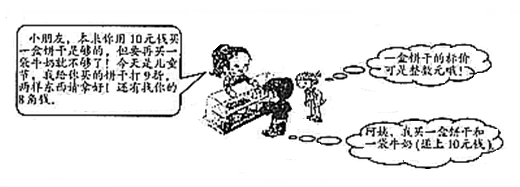 小朋友，本来你用10元钱买
一盒饼干是够的，但要再买一
袋牛奶就不够了！今天是儿童
节，我给你买的饼干打9折，
两样东西请拿好！还有找你的
8角钱。
一盒饼干的标价
可是整数元哦！
阿姨，我买一盒饼干和
一袋牛奶(递上10元钱)